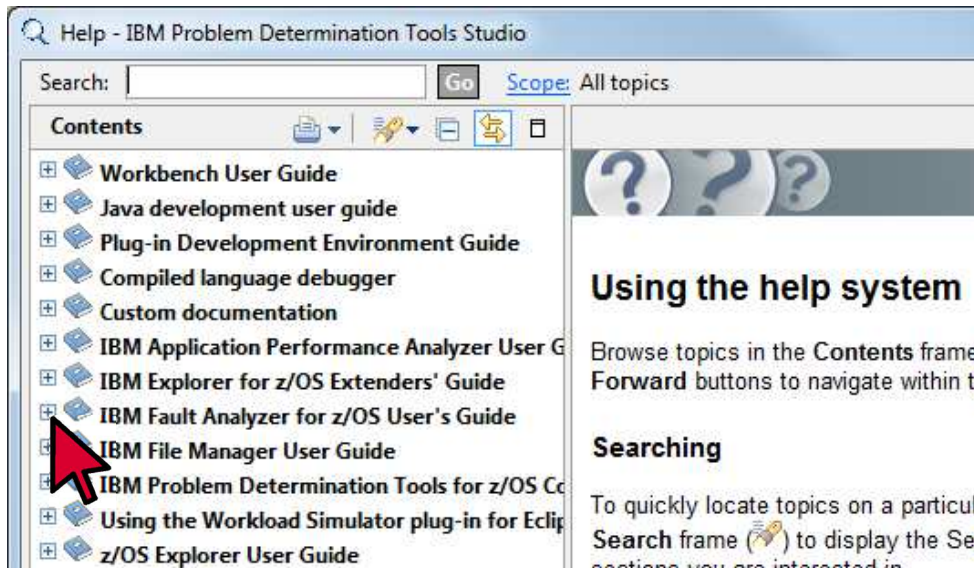 Help - IBM Problem Determination Tools Studio
Search: Go Scope: All topics
Contents
Workbench User Guide
Java development user guide
Plug-in Development Environment Guide
Compiled language debugger
Custom documentation
IBM Application Performance Analyzer User G
IBM Explorer for z/OS Extenders' Guide
IBM Fault Analyzer for z/OS User's Guide
IBM File Manager User Guide
IBM Problem Determination Tools for z/OS Co
Using the Workload Simulator plug-in for Eclip
z/OS Explorer User Guide
Using the help system
Browse topics in the Contents frame
Forward buttons to navigate within t
Searching
To quickly locate topics on a particul
Search frame ( ) to display the Se
sections you are interested in